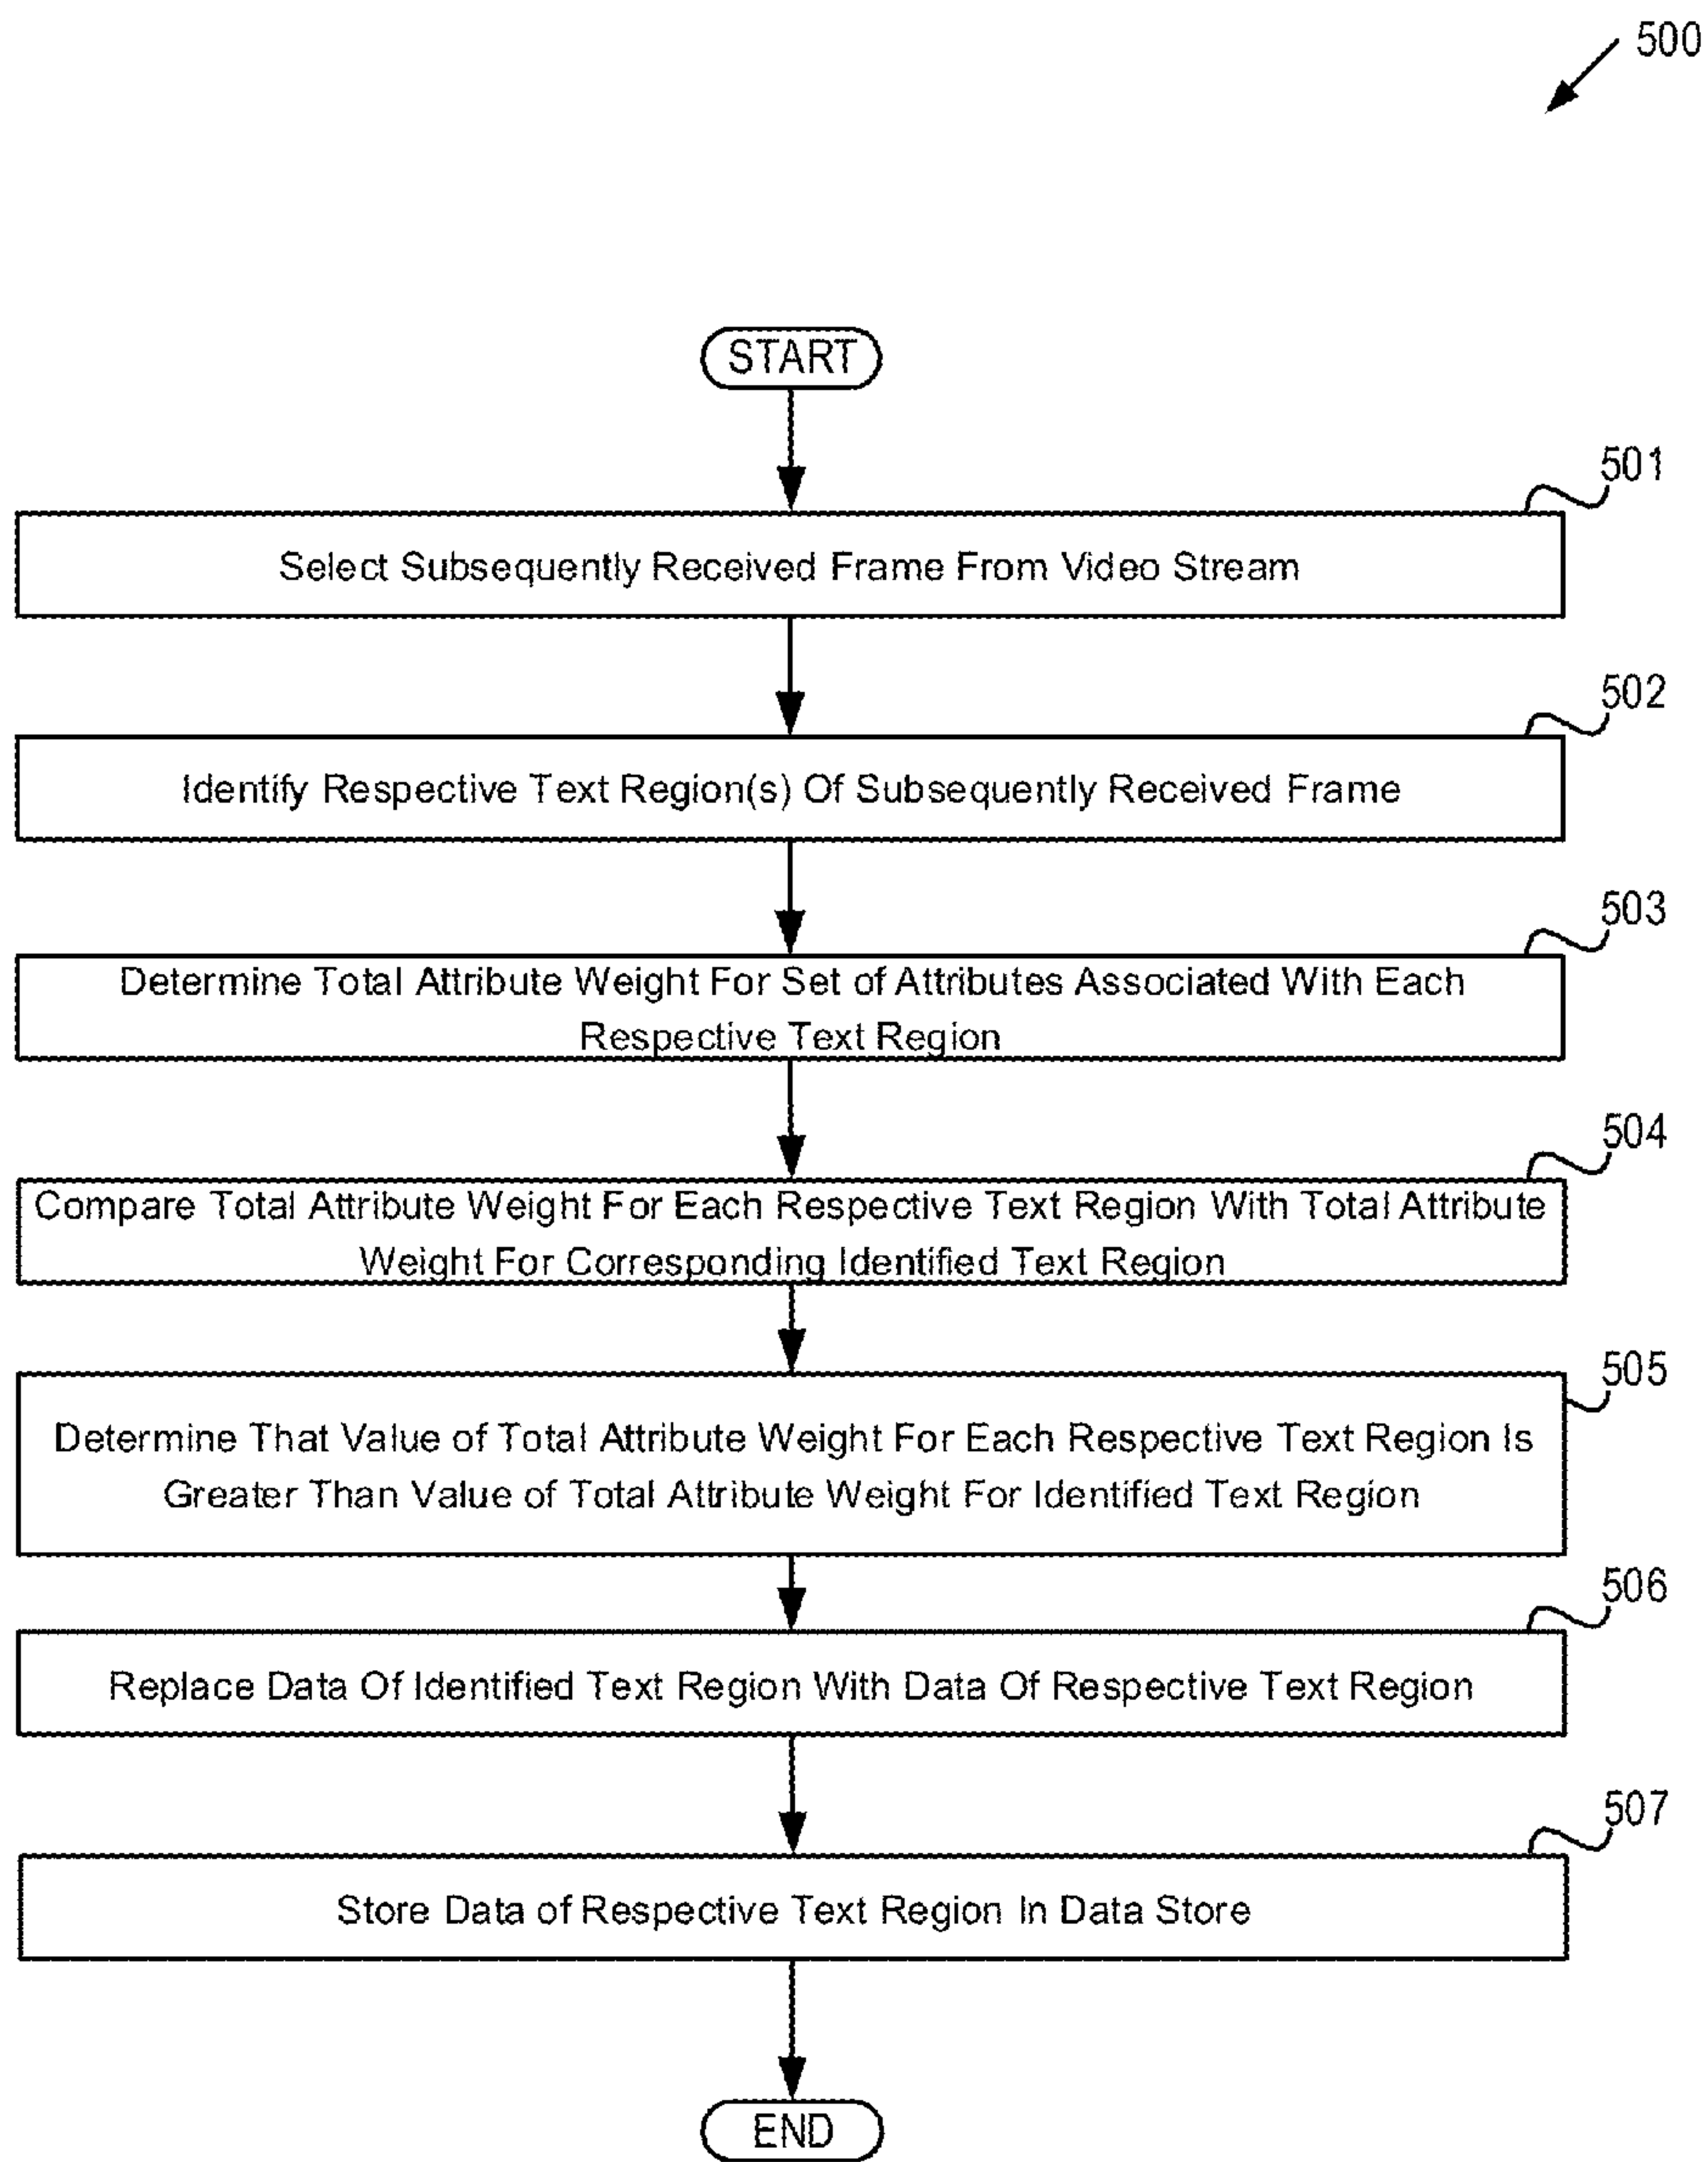 500
START
501
Select Subsequently Received Frame From Video Stream
502
Identify Respective Text Region(s) Of Subsequently Received Frame
503
Determine Total Attribute Weight For Set of Attributes Associated With Each
Respective Text Region
504
Compare Total Attribute Weight For Each Respective Text Region With Total Attribute
Weight For Corresponding Identified Text Region
505
Determine That Value of Total Attribute Weight For Each Respective Text Region Is
Greater Than Value of Total Attribute Weight For Identified Text Region
506
Replace Data Of Identified Text Region With Data Of Respective Text Region
507
Store Data of Respective Text Region In Data Store
END